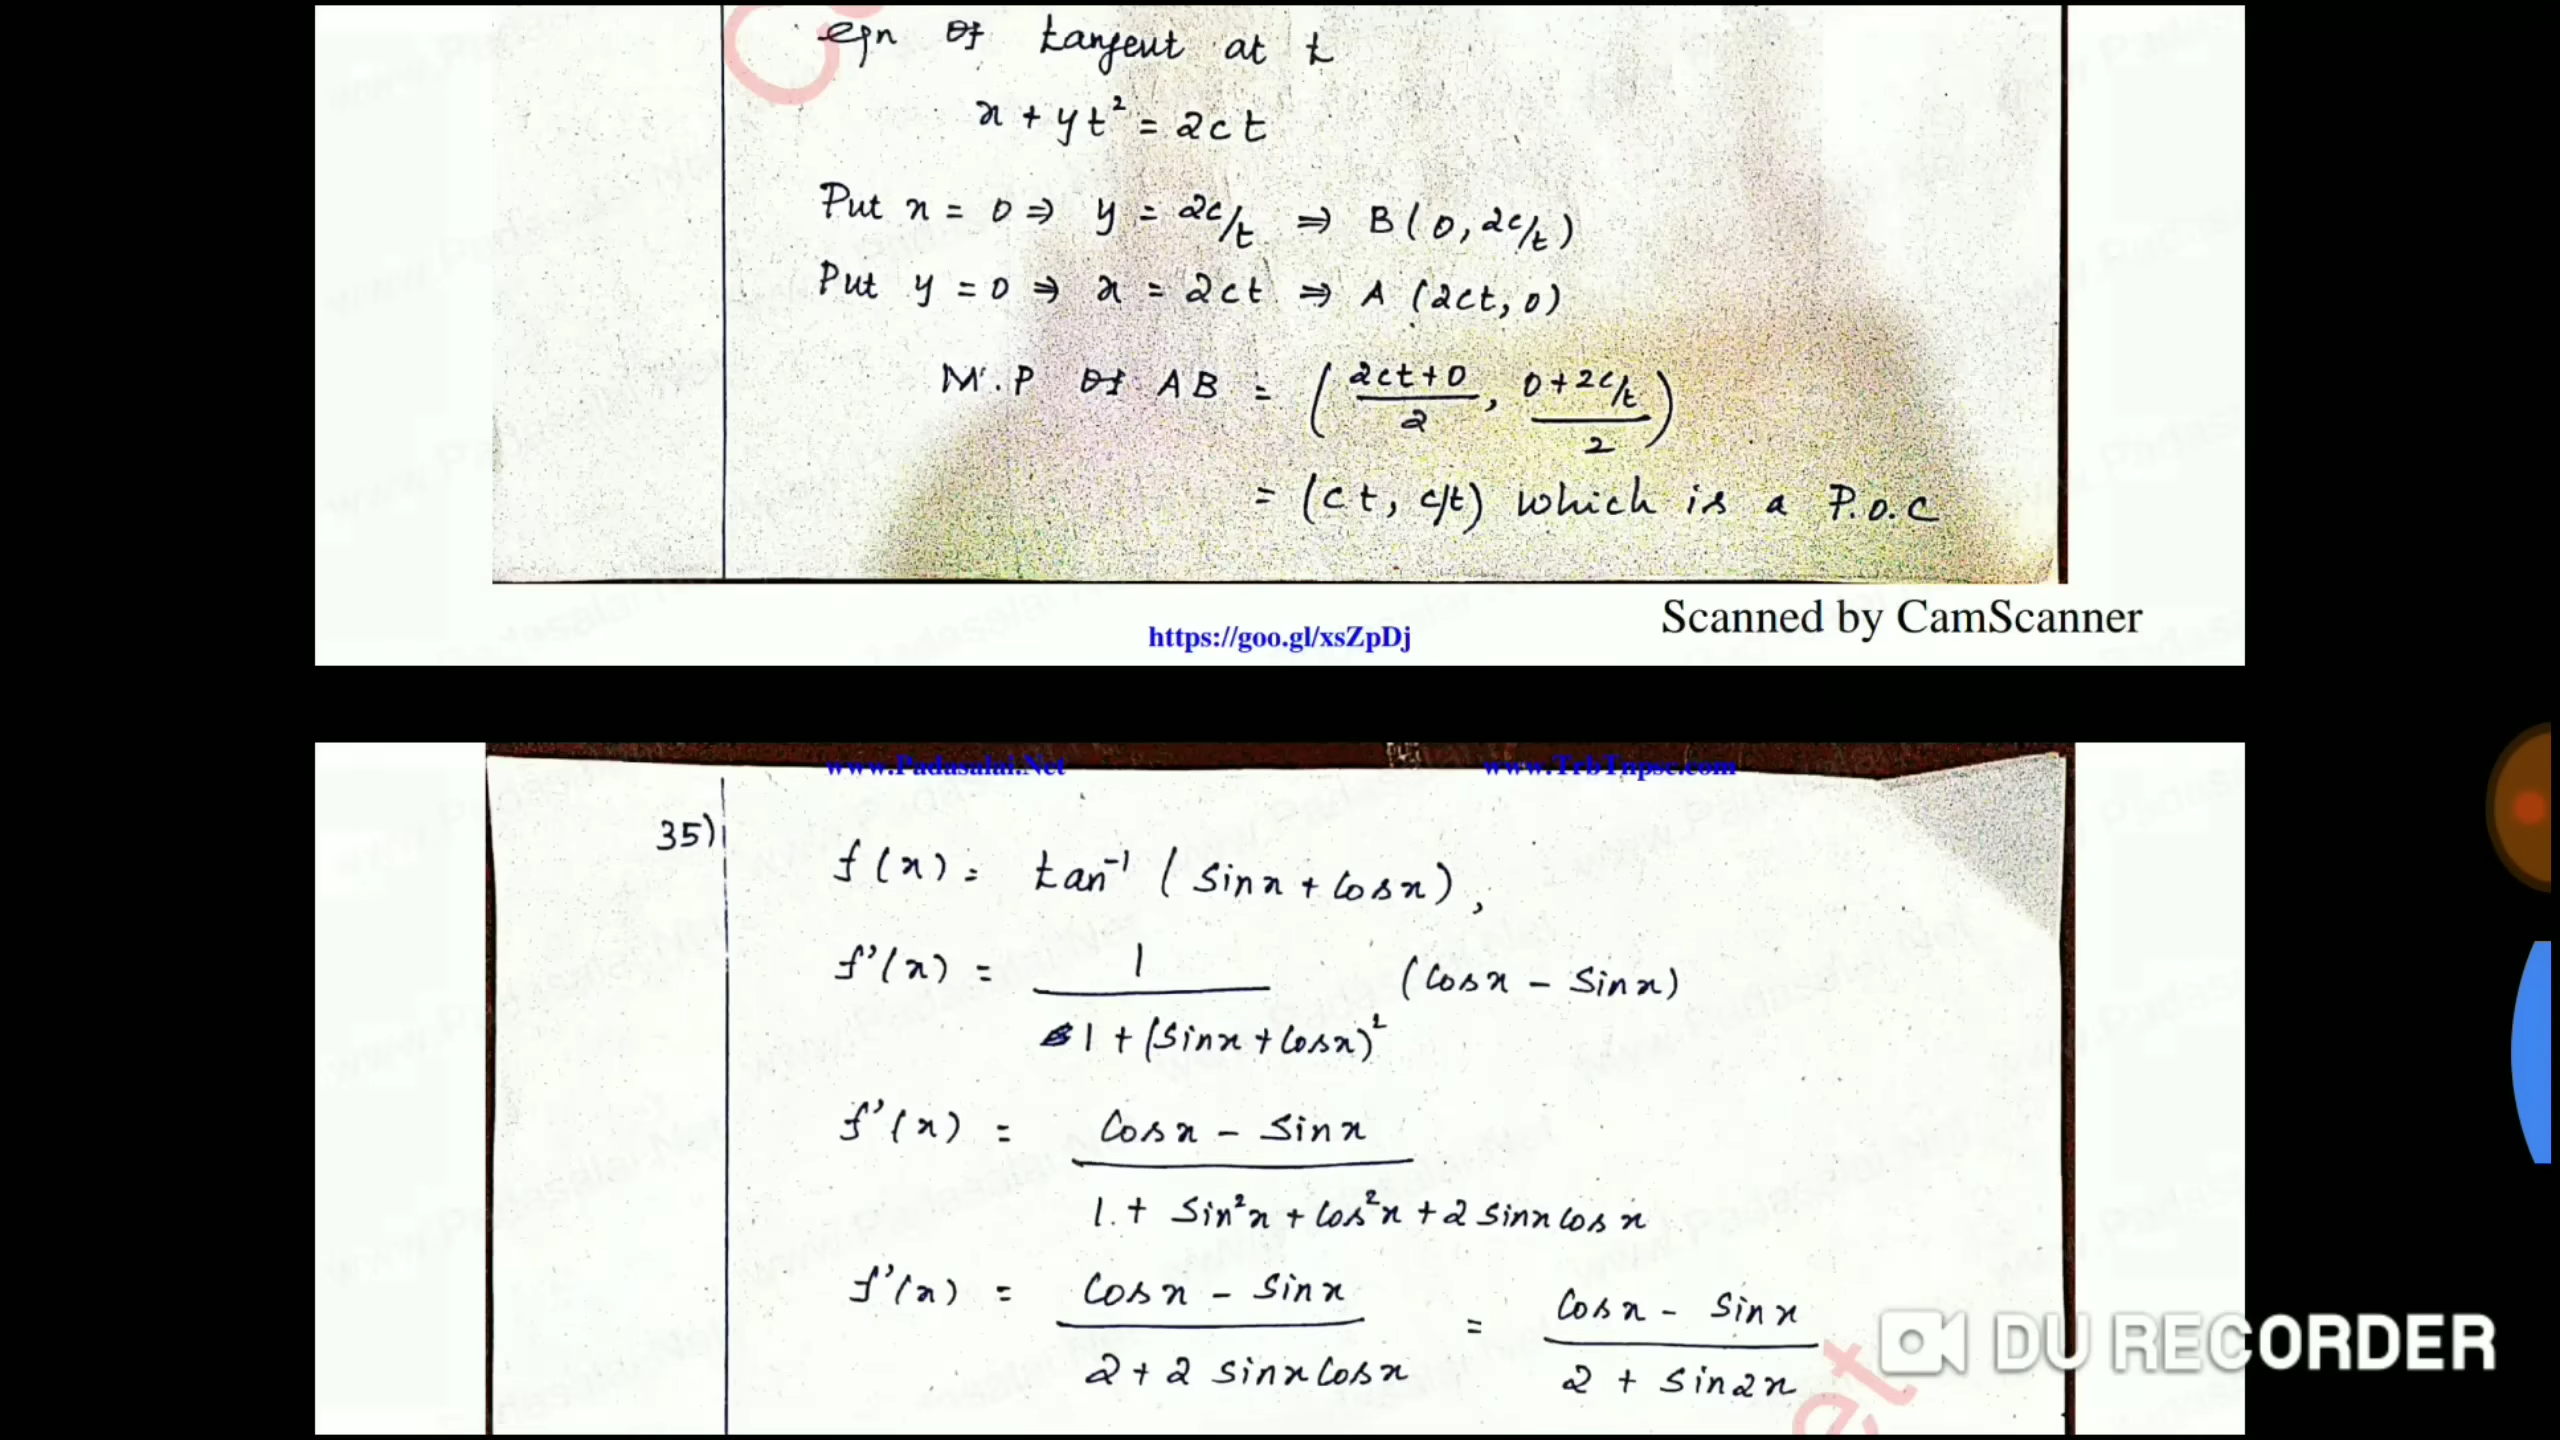 eqn of tangent at t
x + yt² = 2ct
Put x = 0 ⇒ y = 2c/t ⇒ B(0, 2c/t)
Put y = 0 ⇒ x = 2ct ⇒ A (2ct, 0)
M.P of AB = ( (2ct+0)/2 , (0+2c/t)/2 )
= (ct, c/t) which is a P.O.C
Scanned by CamScanner
https://goo.gl/xsZpDj
www.Padasalai.Net www.TrbTnpsc.com
35) f(x) = tan⁻¹ (Sinx + Cosx),
f'(x) = 1 / (1 + (Sinx + Cosx)²) (Cosx − Sinx)
f'(x) = (Cosx − Sinx) / (1 + Sin²x + Cos²x + 2 Sinx Cosx)
f'(x) = (Cosx − Sinx) / (2 + 2 Sinx Cosx) = (Cosx − Sinx) / (2 + Sin2x)
DU RECORDER